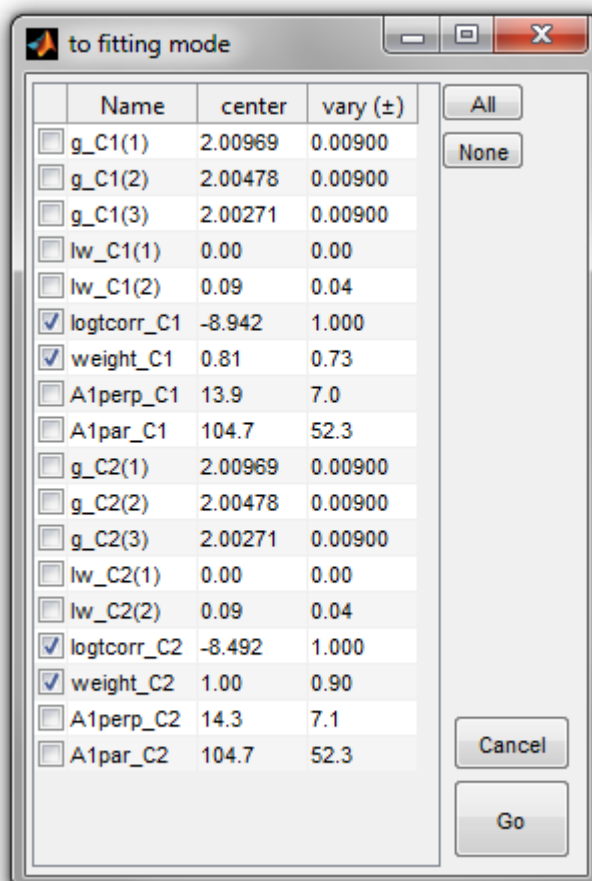 to fitting mode
Name center vary (±) All
g_C1(1) 2.00969 0.00900 None
g_C1(2) 2.00478 0.00900
g_C1(3) 2.00271 0.00900
lw_C1(1) 0.00 0.00
lw_C1(2) 0.09 0.04
logtcorr_C1 -8.942 1.000
weight_C1 0.81 0.73
A1perp_C1 13.9 7.0
A1par_C1 104.7 52.3
g_C2(1) 2.00969 0.00900
g_C2(2) 2.00478 0.00900
g_C2(3) 2.00271 0.00900
lw_C2(1) 0.00 0.00
lw_C2(2) 0.09 0.04
logtcorr_C2 -8.492 1.000
weight_C2 1.00 0.90
A1perp_C2 14.3 7.1
A1par_C2 104.7 52.3
Cancel
Go